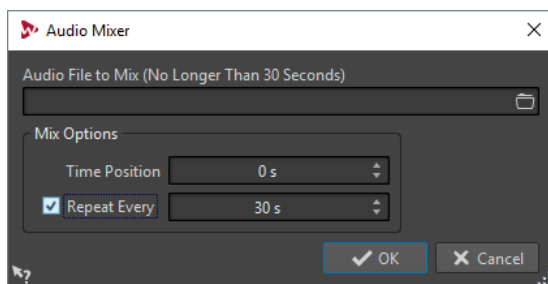 Audio Mixer
Audio File to Mix (No Longer Than 30 Seconds)
Mix Options
Time Position 0 s
Repeat Every 30 s
OK Cancel
?